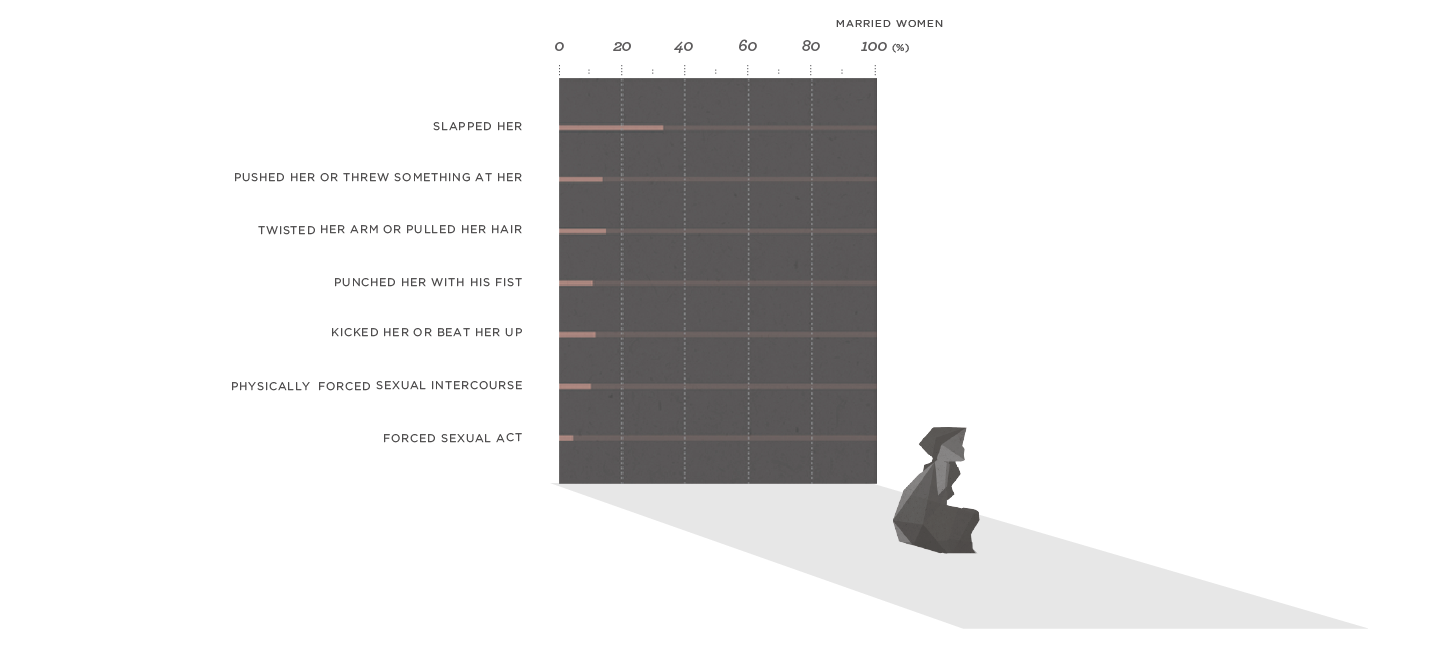 MARRIED WOMEN
0 20 40 60 80 100 (%)
SLAPPED HER
PUSHED HER OR THREW SOMETHING AT HER
TWISTED HER ARM OR PULLED HER HAIR
PUNCHED HER WITH HIS FIST
KICKED HER OR BEAT HER UP
PHYSICALLY FORCED SEXUAL INTERCOURSE
FORCED SEXUAL ACT